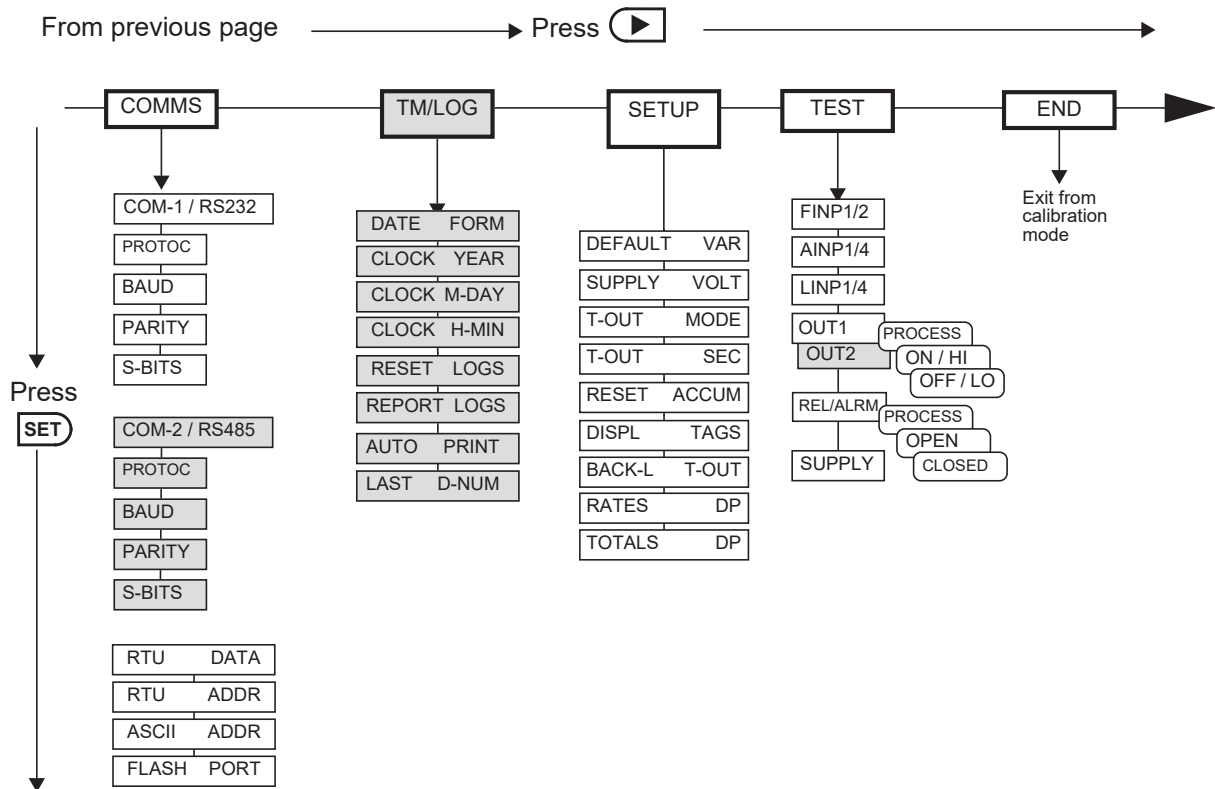 From previous page
Press
COMMS
TM/LOG
SETUP
TEST
END
COM-1 / RS232
PROTOC
BAUD
PARITY
S-BITS
COM-2 / RS485
PROTOC
BAUD
PARITY
S-BITS
RTU DATA
RTU ADDR
ASCII ADDR
FLASH PORT
DATE FORM
CLOCK YEAR
CLOCK M-DAY
CLOCK H-MIN
RESET LOGS
REPORT LOGS
AUTO PRINT
LAST D-NUM
DEFAULT VAR
SUPPLY VOLT
T-OUT MODE
T-OUT SEC
RESET ACCUM
DISPL TAGS
BACK-L T-OUT
RATES DP
TOTALS DP
FINP1/2
AINP1/4
LINP1/4
OUT1
OUT2
PROCESS
ON / HI
OFF / LO
REL/ALRM
PROCESS
OPEN
CLOSED
SUPPLY
Exit from
calibration
mode
Press
SET